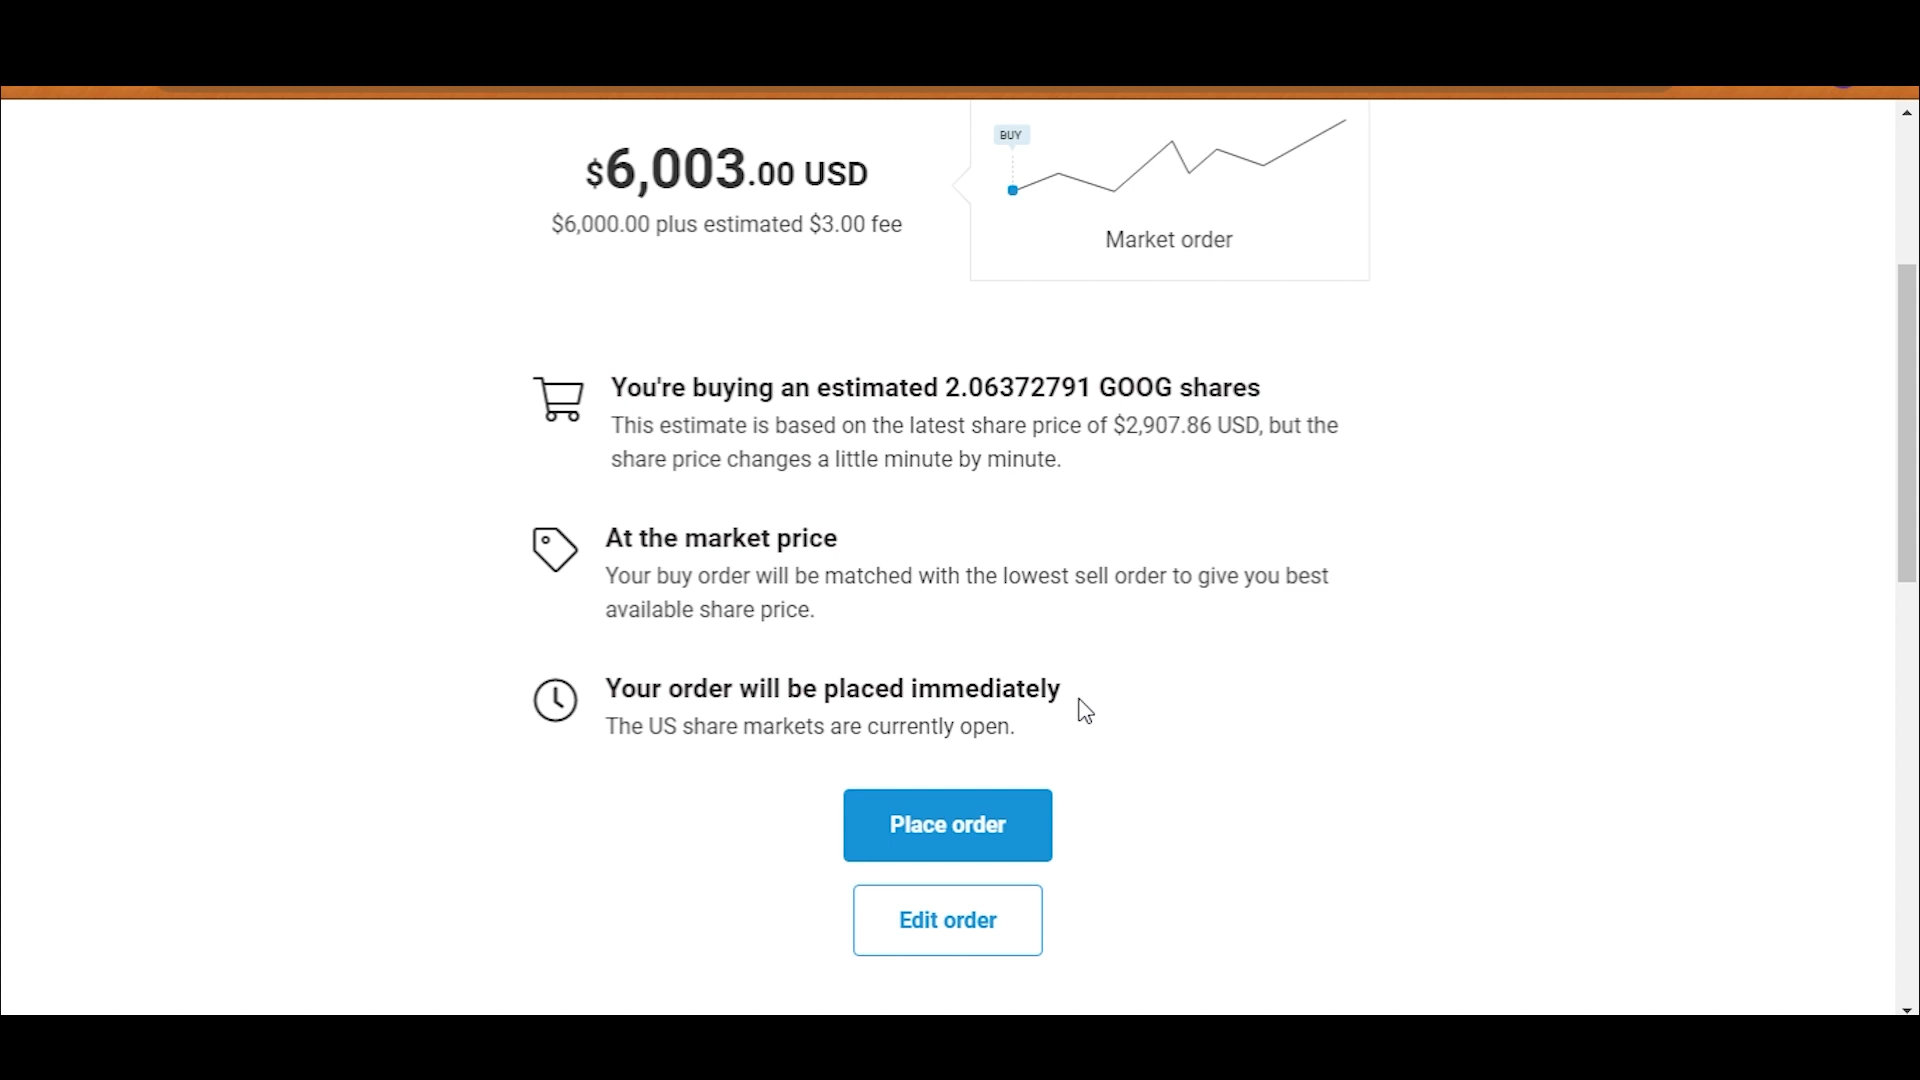 BUY
$6,003.00 USD
$6,000.00 plus estimated $3.00 fee
Market order
You're buying an estimated 2.06372791 GOOG shares
This estimate is based on the latest share price of $2,907.86 USD, but the
share price changes a little minute by minute.
At the market price
Your buy order will be matched with the lowest sell order to give you best
available share price.
Your order will be placed immediately
The US share markets are currently open.
Place order
Edit order